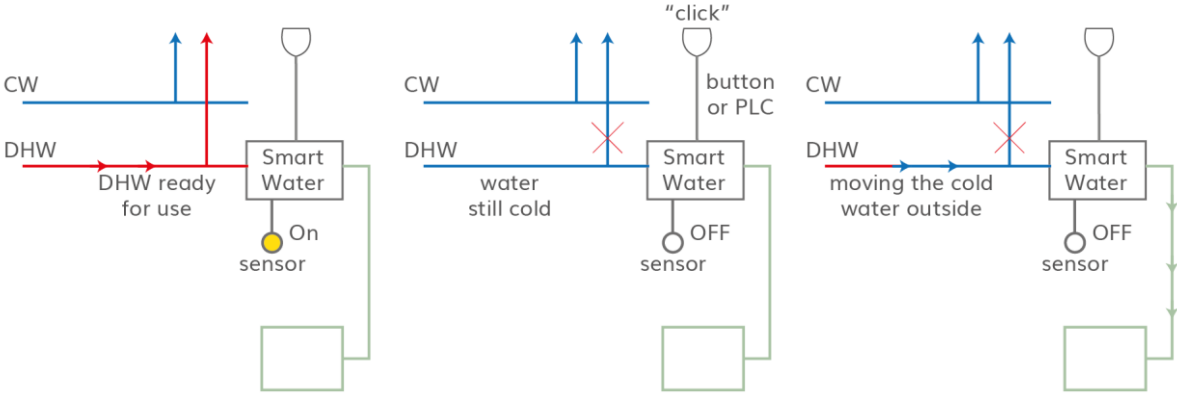 CW
DHW
DHW ready
for use
Smart
Water
On
sensor
"click"
button
or PLC
CW
DHW
water
still cold
Smart
Water
OFF
sensor
CW
DHW
moving the cold
water outside
Smart
Water
OFF
sensor